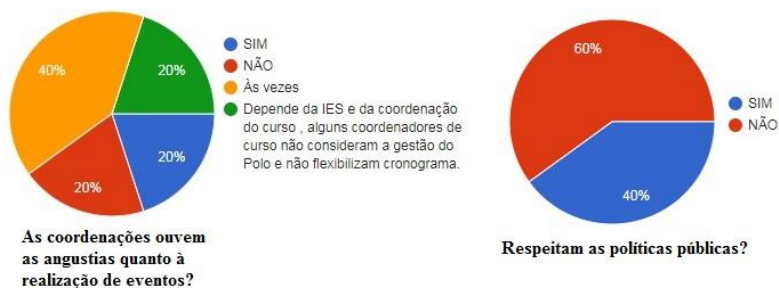 40%
20%
20%
20%
SIM
NÃO
Às vezes
Depende da IES e da coordenação
do curso , alguns coordenadores de
curso não consideram a gestão do
Polo e não flexibilizam cronograma.
As coordenações ouvem
as angustias quanto à
realização de eventos?
60%
40%
SIM
NÃO
Respeitam as políticas públicas?